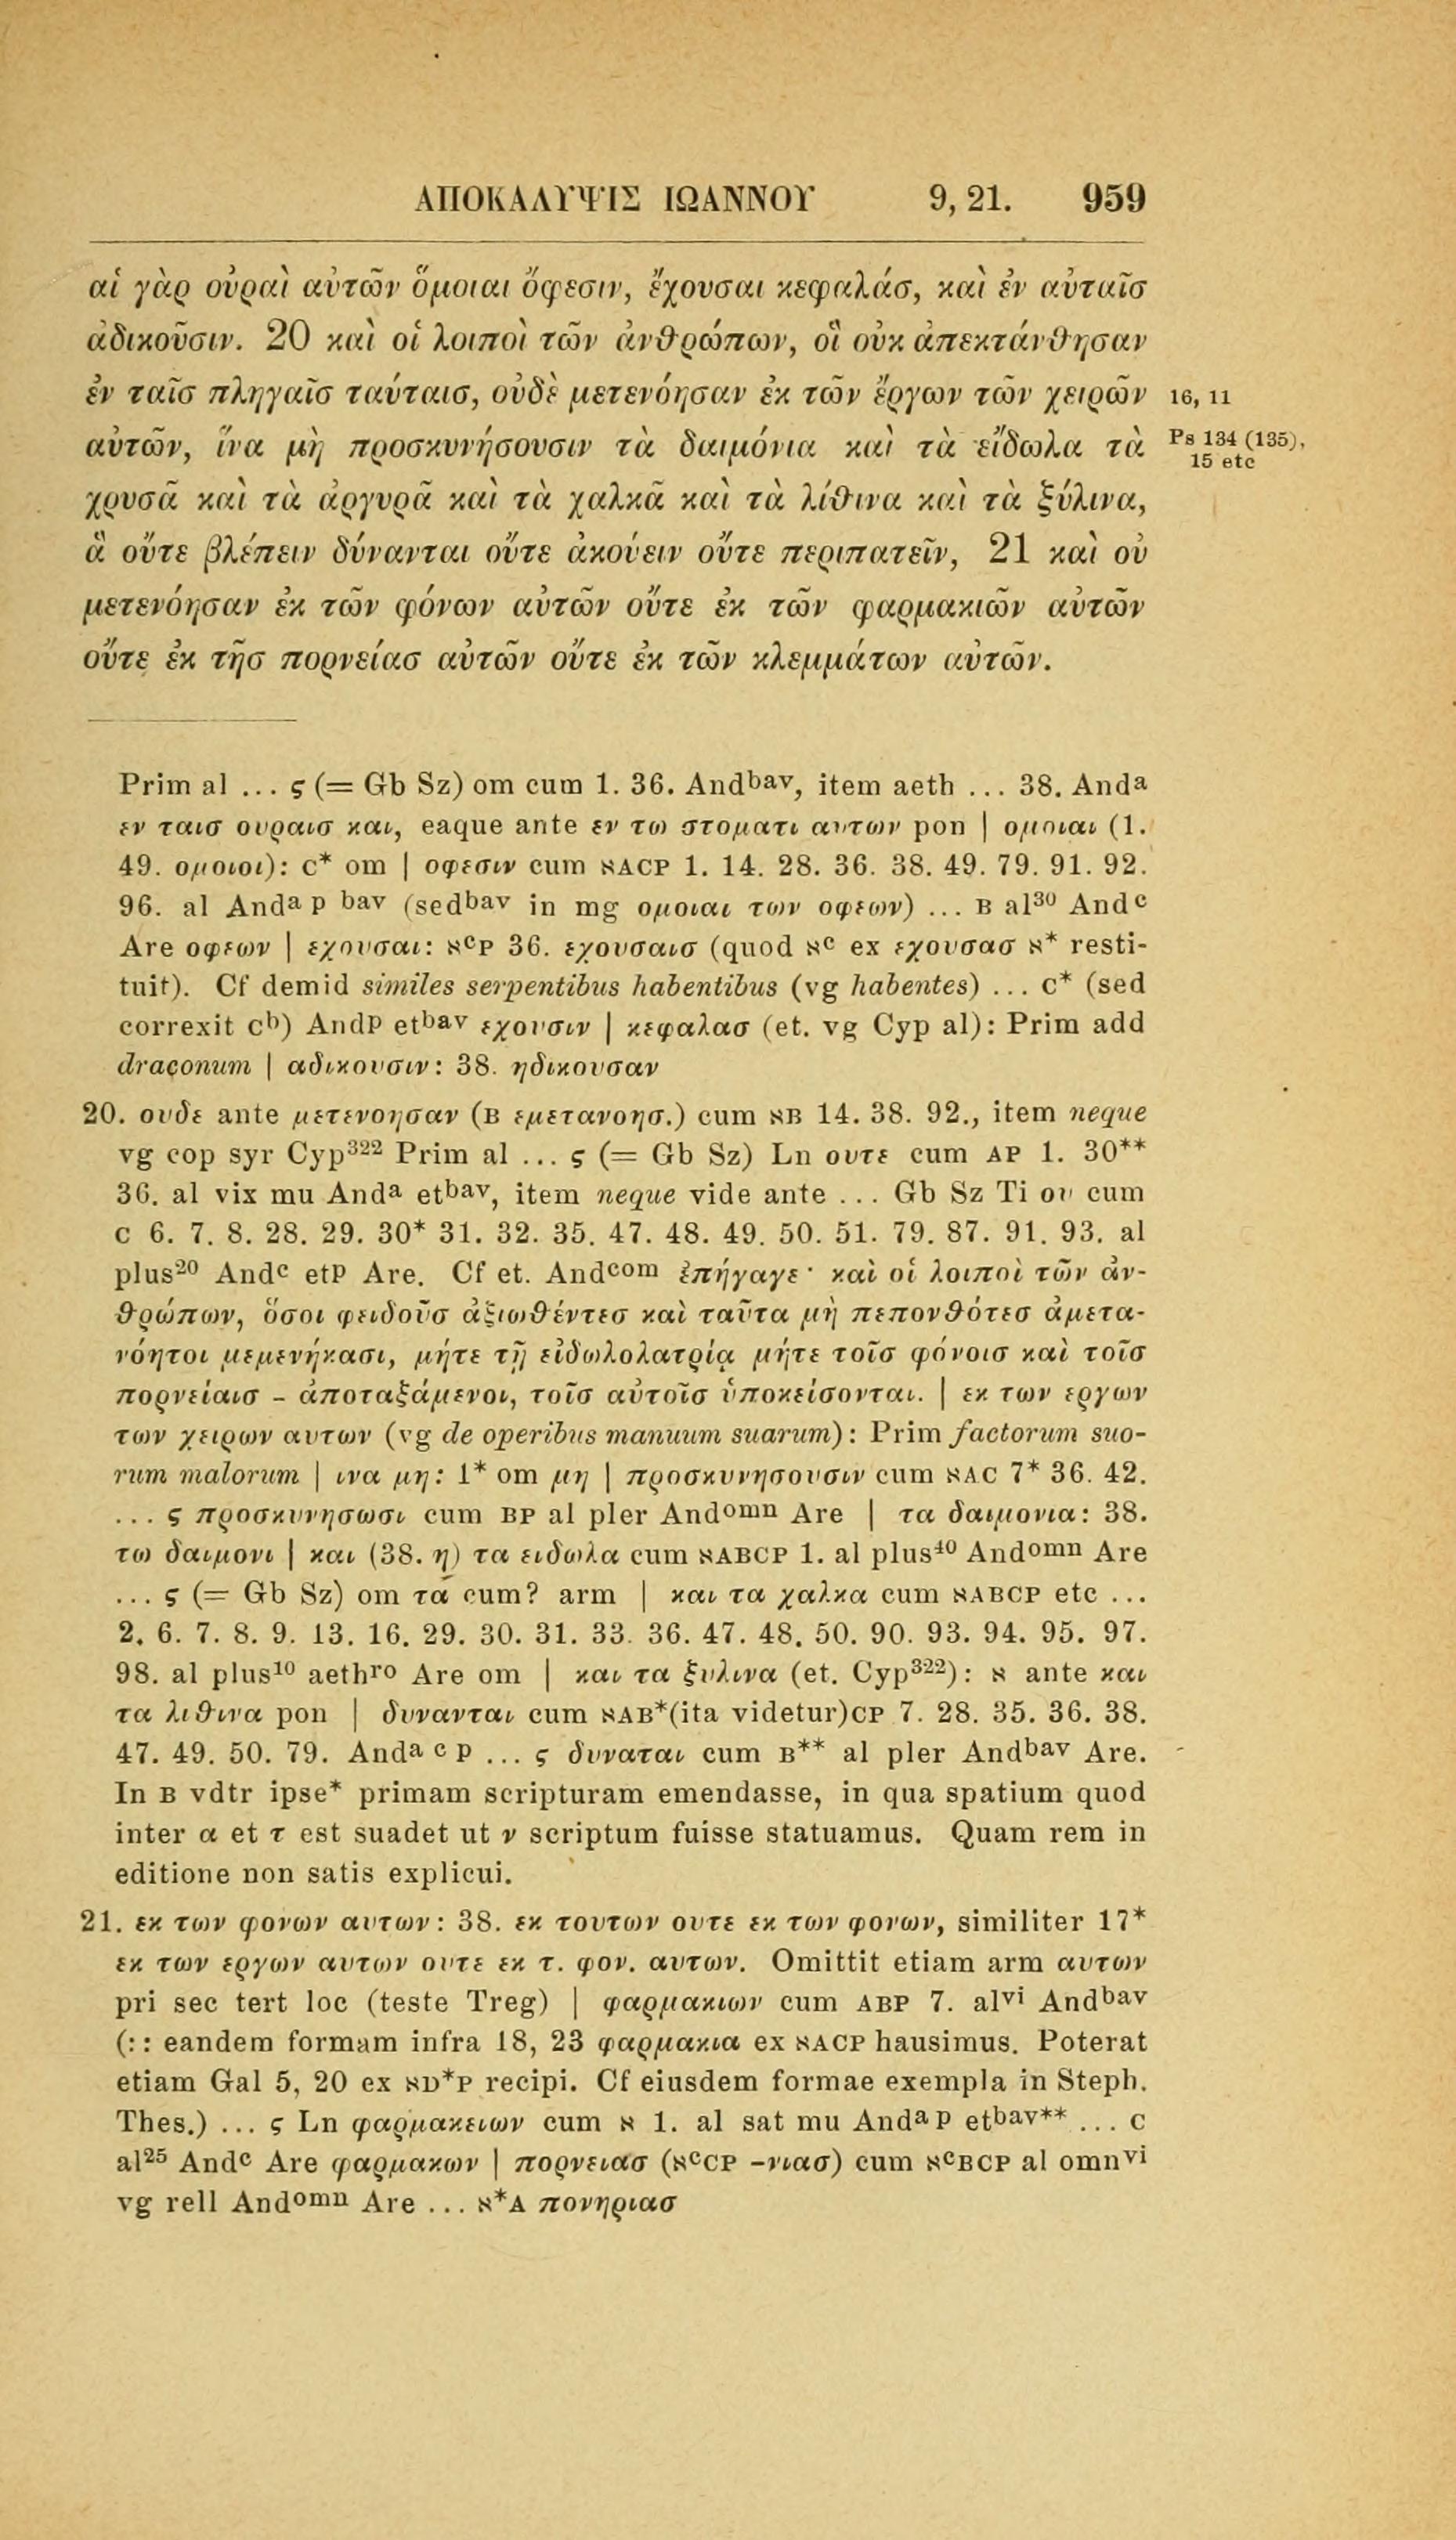 ΑΠΟΚΑΛΥΨΙΣ ΙΩΑΝΝΟΥ 9, 21. 959
αἱ γὰρ οὐραὶ αὐτῶν ὅμοιαι ὄφεσιν, ἔχουσαι κεφαλάσ, καὶ ἐν αὐταῖσ
ἀδικοῦσιν. 20 καὶ οἱ λοιποὶ τῶν ἀνθρώπων, οἳ οὐκ ἀπεκτάνθησαν
ἐν ταῖσ πληγαῖσ ταύταισ, οὐδὲ μετενόησαν ἐκ τῶν ἔργων τῶν χειρῶν 16, 11
αὐτῶν, ἵνα μὴ προσκυνήσουσιν τὰ δαιμόνια καὶ τὰ εἴδωλα τὰ Ps 134 (135),
15 etc
χρυσᾶ καὶ τὰ ἀργυρᾶ καὶ τὰ χαλκᾶ καὶ τὰ λίθινα καὶ τὰ ξύλινα,
ἃ οὔτε βλέπειν δύνανται οὔτε ἀκούειν οὔτε περιπατεῖν, 21 καὶ οὐ
μετενόησαν ἐκ τῶν φόνων αὐτῶν οὔτε ἐκ τῶν φαρμακιῶν αὐτῶν
οὔτε ἐκ τῆσ πορνείασ αὐτῶν οὔτε ἐκ τῶν κλεμμάτων αὐτῶν.
Prim al ... ς (= Gb Sz) om cum 1. 36. Andbav, item aeth ... 38. Anda
εν ταισ ουραισ και, eaque ante εν τω στοματι αυτων pon | ομοιαι (1.
49. ομοιοι): c* om | οφεσιν cum ℵACP 1. 14. 28. 36. 38. 49. 79. 91. 92.
96. al Anda p bav (sedbav in mg ομοιαι των οφεων) ... B al30 Andc
Are οφεων | εχουσαι: ℵcP 36. εχουσαισ (quod ℵc ex εχουσασ ℵ* resti-
tuit). Cf demid similes serpentibus habentibus (vg habentes) ... c* (sed
correxit cb) Andp etbav εχουσιν | κεφαλασ (et. vg Cyp al): Prim add
draconum | αδικουσιν: 38. ηδικουσαν
20. ουδε ante μετενοησαν (B εμετανοησ.) cum ℵB 14. 38. 92., item neque
vg cop syr Cyp322 Prim al ... ς (= Gb Sz) Ln ουτε cum AP 1. 30**
36. al vix mu Anda etbav, item neque vide ante ... Gb Sz Ti ου cum
c 6. 7. 8. 28. 29. 30* 31. 32. 35. 47. 48. 49. 50. 51. 79. 87. 91. 93. al
plus20 Andc etp Are. Cf et. Andcom ἐπήγαγε· καὶ οἱ λοιποὶ τῶν ἀν-
θρώπων, ὅσοι φειδοῦσ ἀξιωθέντεσ καὶ ταῦτα μὴ πεπονθότεσ ἀμετα-
νόητοι μεμενήκασι, μήτε τῇ εἰδωλολατρίᾳ μήτε τοῖσ φόνοισ καὶ τοῖσ
πορνείαισ - ἀποταξάμενοι, τοῖσ αὐτοῖσ ὑποκείσονται. | εκ των εργων
των χειρων αυτων (vg de operibus manuum suarum): Prim factorum suo-
rum malorum | ινα μη: 1* om μη | προσκυνησουσιν cum ℵAC 7* 36. 42.
... ς προσκυνησωσι cum BP al pler Andomn Are | τα δαιμονια: 38.
τω δαιμονι | και (38. η) τα ειδωλα cum ℵABCP 1. al plus40 Andomn Are
... ς (= Gb Sz) om τα cum? arm | και τα χαλκα cum ℵABCP etc ...
2. 6. 7. 8. 9. 13. 16. 29. 30. 31. 33. 36. 47. 48. 50. 90. 93. 94. 95. 97.
98. al plus10 aethro Are om | και τα ξυλινα (et. Cyp322): ℵ ante και
τα λιθινα pon | δυνανται cum ℵAB*(ita videtur)CP 7. 28. 35. 36. 38.
47. 49. 50. 79. Anda c p ... ς δυναται cum B** al pler Andbav Are.
In B vdtr ipse* primam scripturam emendasse, in qua spatium quod
inter α et τ est suadet ut ν scriptum fuisse statuamus. Quam rem in
editione non satis explicui.
21. εκ των φονων αυτων: 38. εκ τουτων ουτε εκ των φονων, similiter 17*
εκ των εργων αυτων ουτε εκ τ. φον. αυτων. Omittit etiam arm αυτων
pri sec tert loc (teste Treg) | φαρμακιων cum ABP 7. alvi Andbav
(:: eandem formam infra 18, 23 φαρμακια ex ℵACP hausimus. Poterat
etiam Gal 5, 20 ex ℵD*P recipi. Cf eiusdem formae exempla in Steph.
Thes.) ... ς Ln φαρμακειων cum ℵ 1. al sat mu Anda p etbav** ... C
al25 Andc Are φαρμακων | πορνειασ (ℵcCP -νιασ) cum ℵcBCP al omnvi
vg rell Andomn Are ... ℵ*A πονηριασ